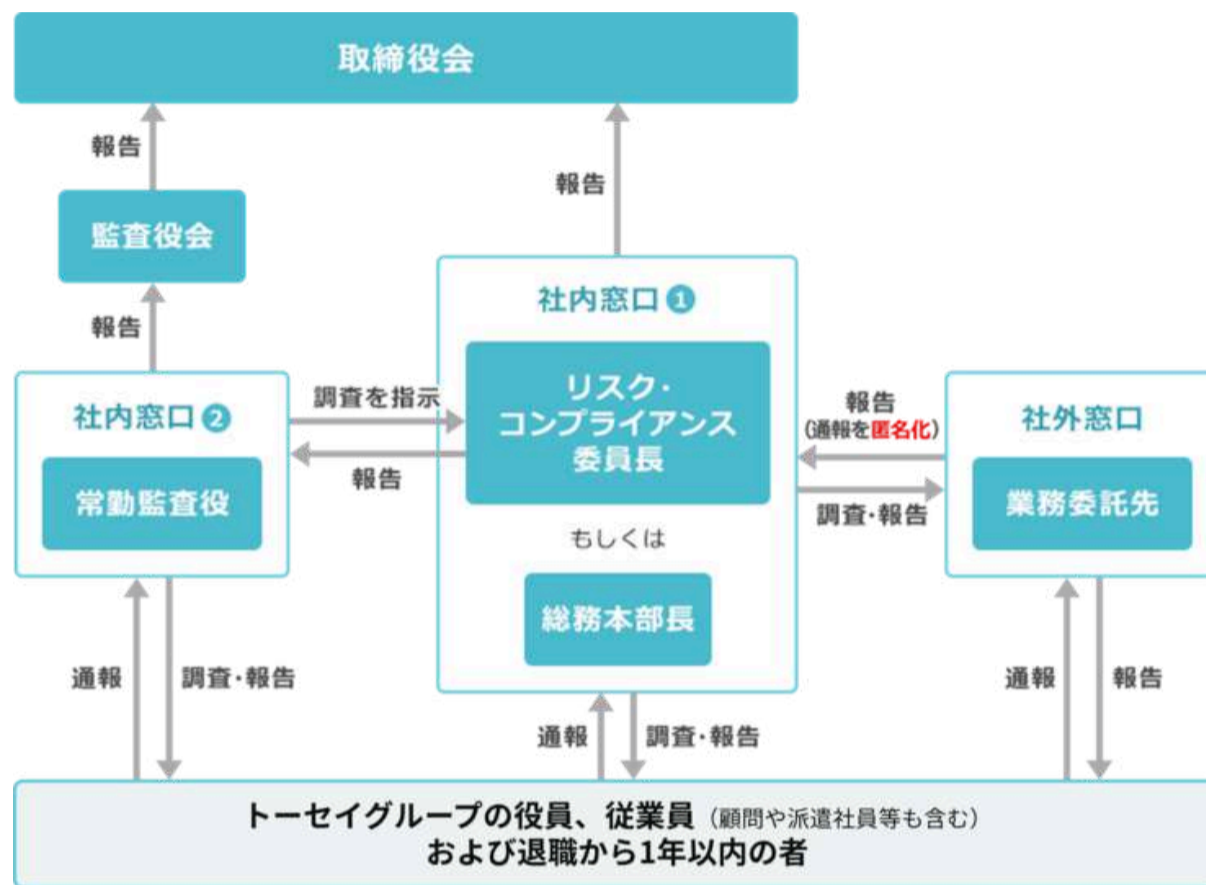 取締役会
報告
報告
監査役会
報告
社内窓口❶
リスク・
コンプライアンス
委員長
もしくは
総務本部長
社内窓口❷
常勤監査役
調査を指示
報告
報告
(通報を匿名化)
調査・報告
社外窓口
業務委託先
通報
調査・報告
通報
調査・報告
通報
報告
トーセイグループの役員、従業員（顧問や派遣社員等も含む）
および退職から1年以内の者